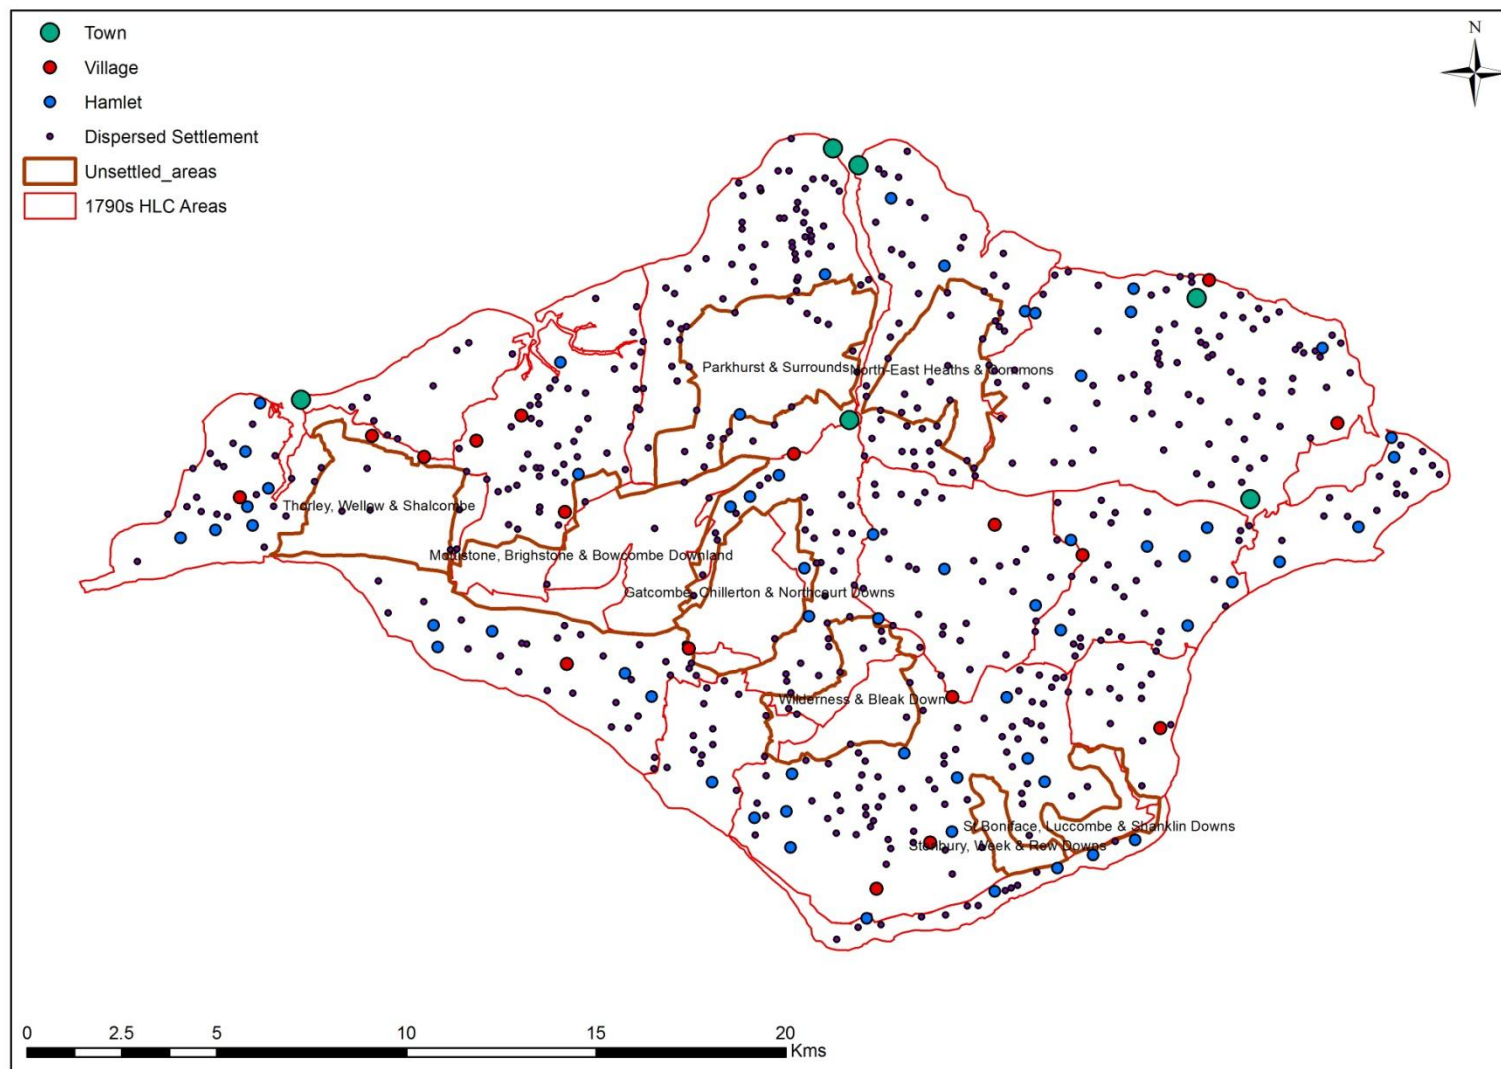 Town
N
Village
Hamlet
Dispersed Settlement
Unsettled_areas
1790s HLC Areas
Parkhurst & Surrounds
North-East Heaths & Commons
Thorley, Wellow & Shalcombe
Mottistone, Brighstone & Bowcombe Downland
Gatcombe, Chillerton & Northcourt Downs
Wilderness & Bleak Down
St Boniface, Luccombe & Shanklin Downs
Stenbury, Week & Rew Downs
0 2.5 5 10 15 20
Kms